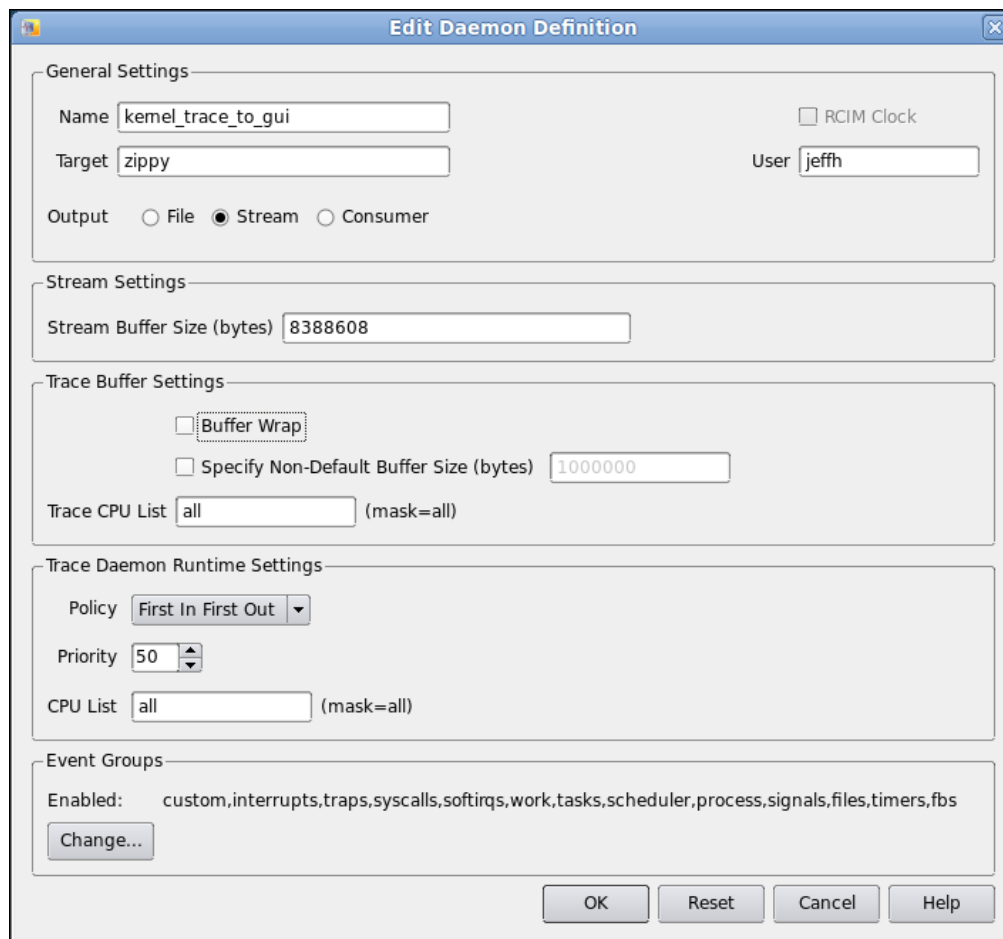 Edit Daemon Definition
General Settings
Name kernel_trace_to_gui RCIM Clock
Target zippy User jeffh
Output File Stream Consumer
Stream Settings
Stream Buffer Size (bytes) 8388608
Trace Buffer Settings
Buffer Wrap
Specify Non-Default Buffer Size (bytes) 1000000
Trace CPU List all (mask=all)
Trace Daemon Runtime Settings
Policy First In First Out
Priority 50
CPU List all (mask=all)
Event Groups
Enabled: custom,interrupts,traps,syscalls,softirqs,work,tasks,scheduler,process,signals,files,timers,fbs
Change...
OK Reset Cancel Help